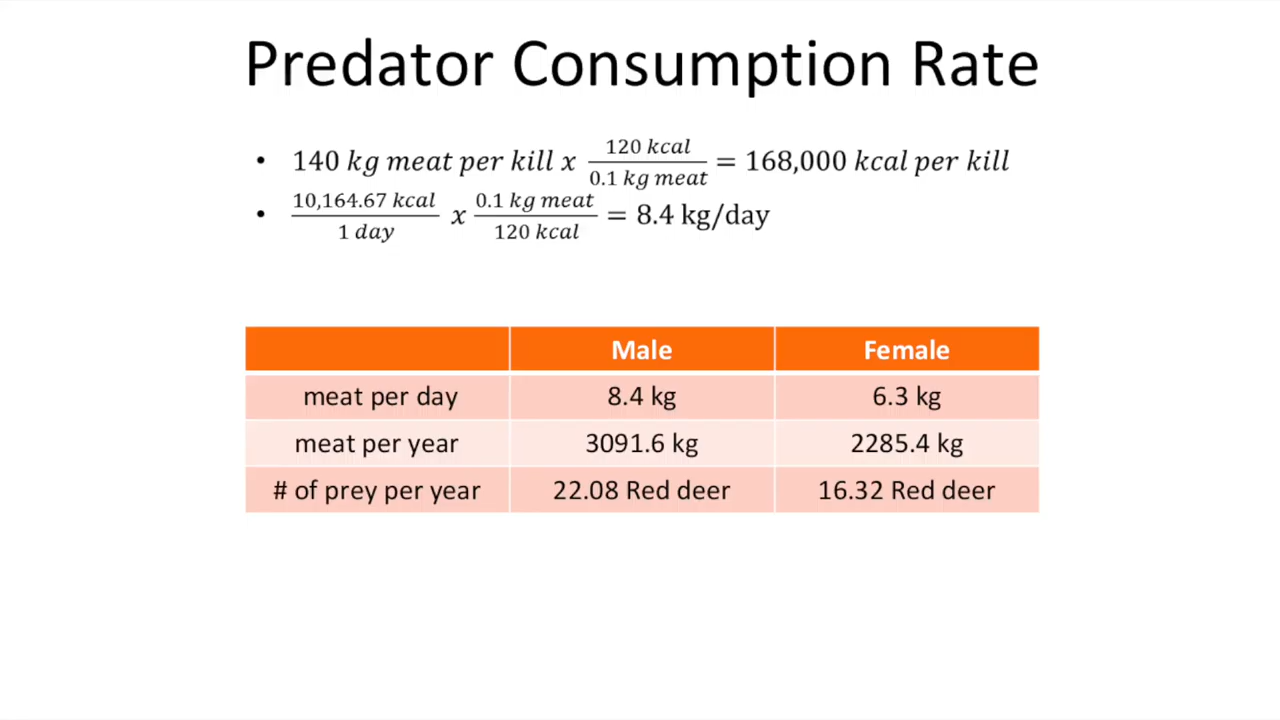 Predator Consumption Rate
• 140 kg meat per kill x 120 kcal / 0.1 kg meat = 168,000 kcal per kill
• 10,164.67 kcal / 1 day x 0.1 kg meat / 120 kcal = 8.4 kg/day
Male Female
meat per day 8.4 kg 6.3 kg
meat per year 3091.6 kg 2285.4 kg
# of prey per year 22.08 Red deer 16.32 Red deer